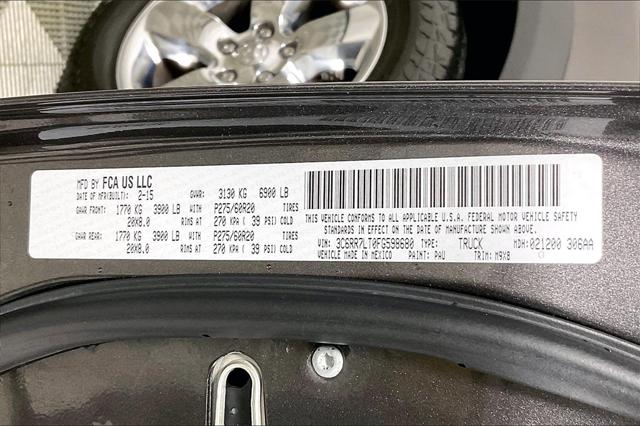 MFD BY FCA US LLC
DATE OF MFR(BUILT): 2-15 GVWR: 3130 KG 6900 LB
GAWR FRONT: 1770 KG 3900 LB WITH P275/60R20 TIRES
20X8.0 RIMS AT 270 KPA ( 39 PSI) COLD
GAWR REAR: 1770 KG 3900 LB WITH P275/60R20 TIRES
20X8.0 RIMS AT 270 KPA ( 39 PSI) COLD
THIS VEHICLE CONFORMS TO ALL APPLICABLE U.S.A. FEDERAL MOTOR VEHICLE SAFETY
STANDARDS IN EFFECT ON THE DATE OF MANUFACTURE SHOWN ABOVE.
VIN: 3C6RR7LT0FG598680 TYPE: TRUCK MDH: 021200 306AA
VEHICLE MADE IN MEXICO PAINT: PAU TRIM: M9X8